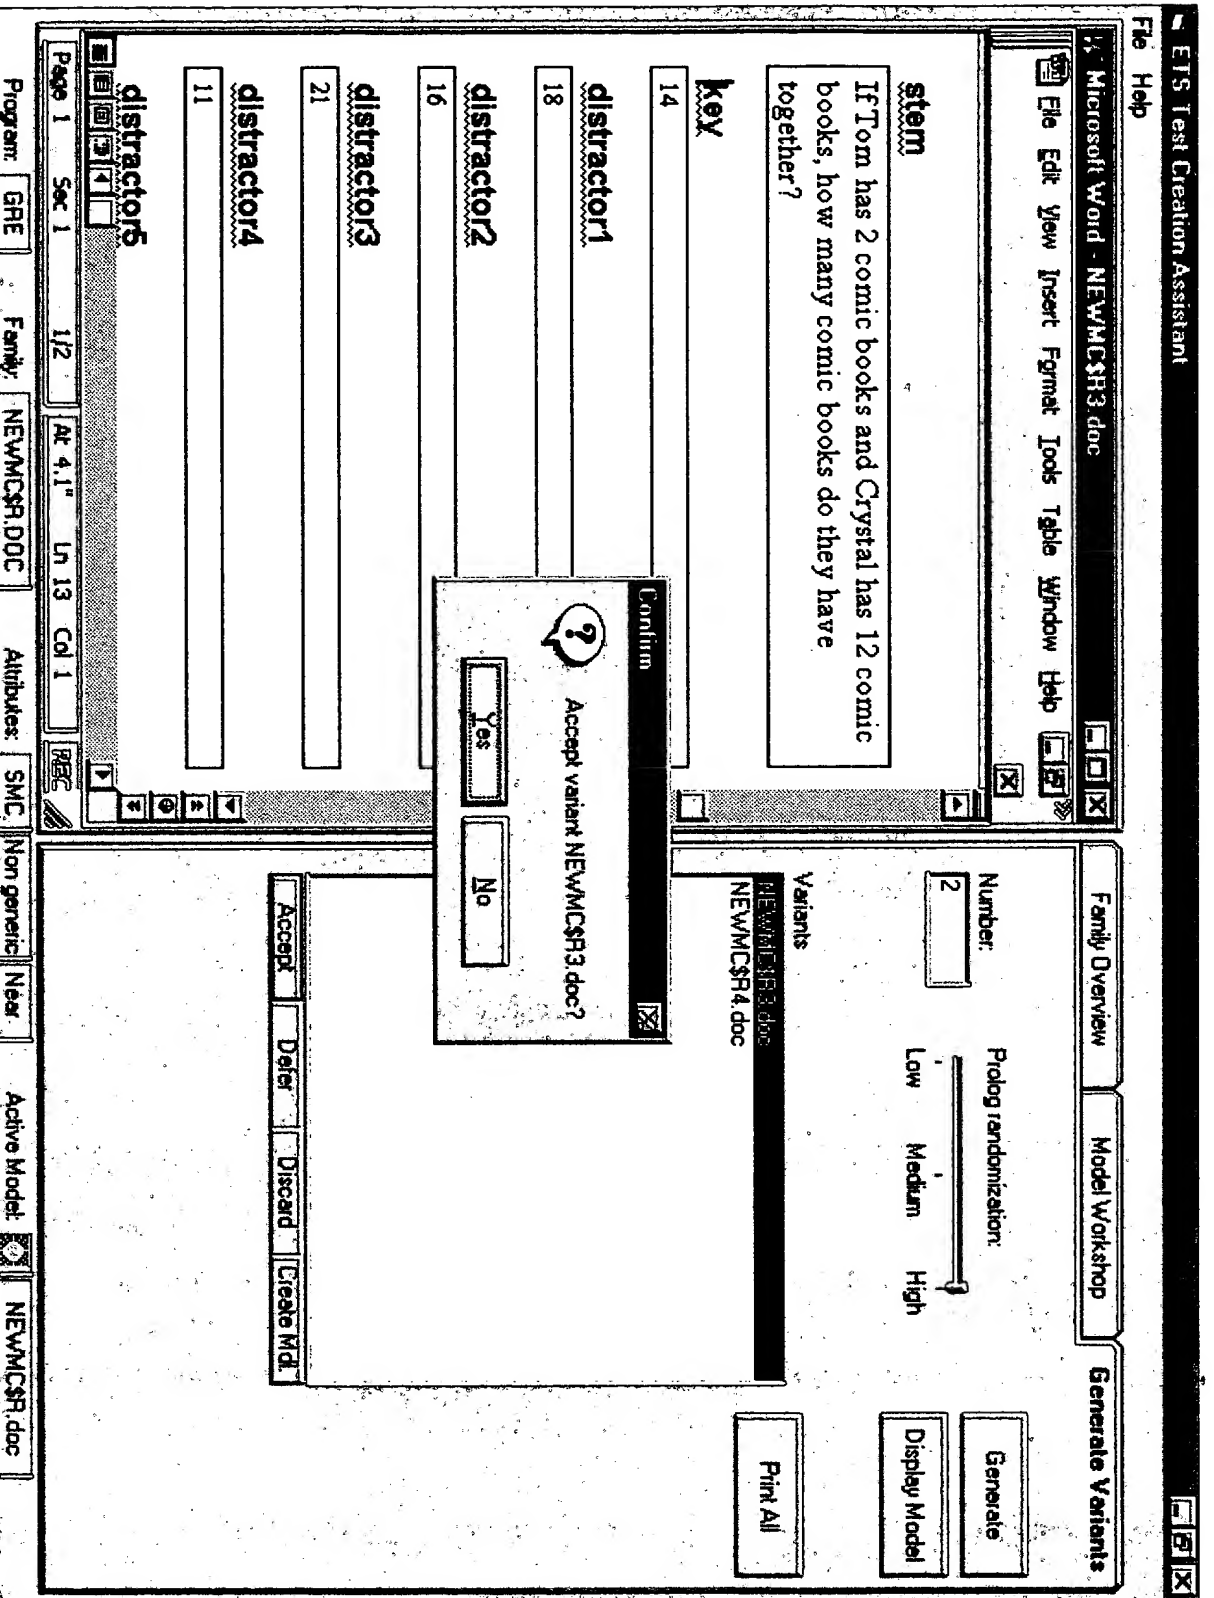 ETS Test Creation Assistant
File Help
Microsoft Word - NEWMC$R3.doc
File Edit View Insert Format Tools Table Window Help
stem
If Tom has 2 comic books and Crystal has 12 comic
books, how many comic books do they have
together?
key
14
distractor1
18
distractor2
16
distractor3
21
distractor4
11
distractor5
Page 1 Sec 1 1/2 At 4.1" Ln 13 Col 1 REC
Family Overview Model Workshop Generate Variants
Number:
2
Prolog randomization:
Low Medium High
Generate
Display Model
Print All
Variants
NEWMC$R3.doc
NEWMC$R4.doc
Accept Defer Discard Create Mdl.
Confirm
Accept variant NEWMC$R3.doc?
Yes No
Program: GRE Family: NEWMC$R.DOC Attributes: SMC Non generic Near Active Model: NEWMC$R.doc